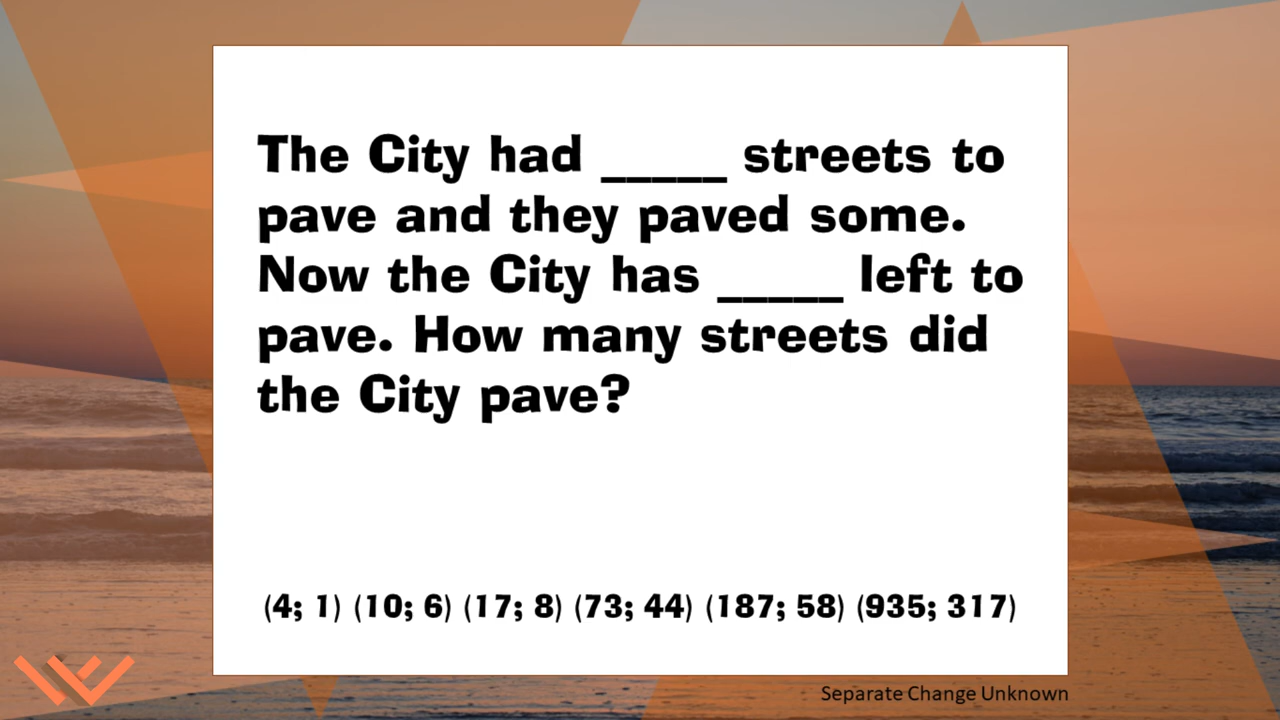 The City had _____ streets to
pave and they paved some.
Now the City has _____ left to
pave. How many streets did
the City pave?
(4; 1) (10; 6) (17; 8) (73; 44) (187; 58) (935; 317)
Separate Change Unknown